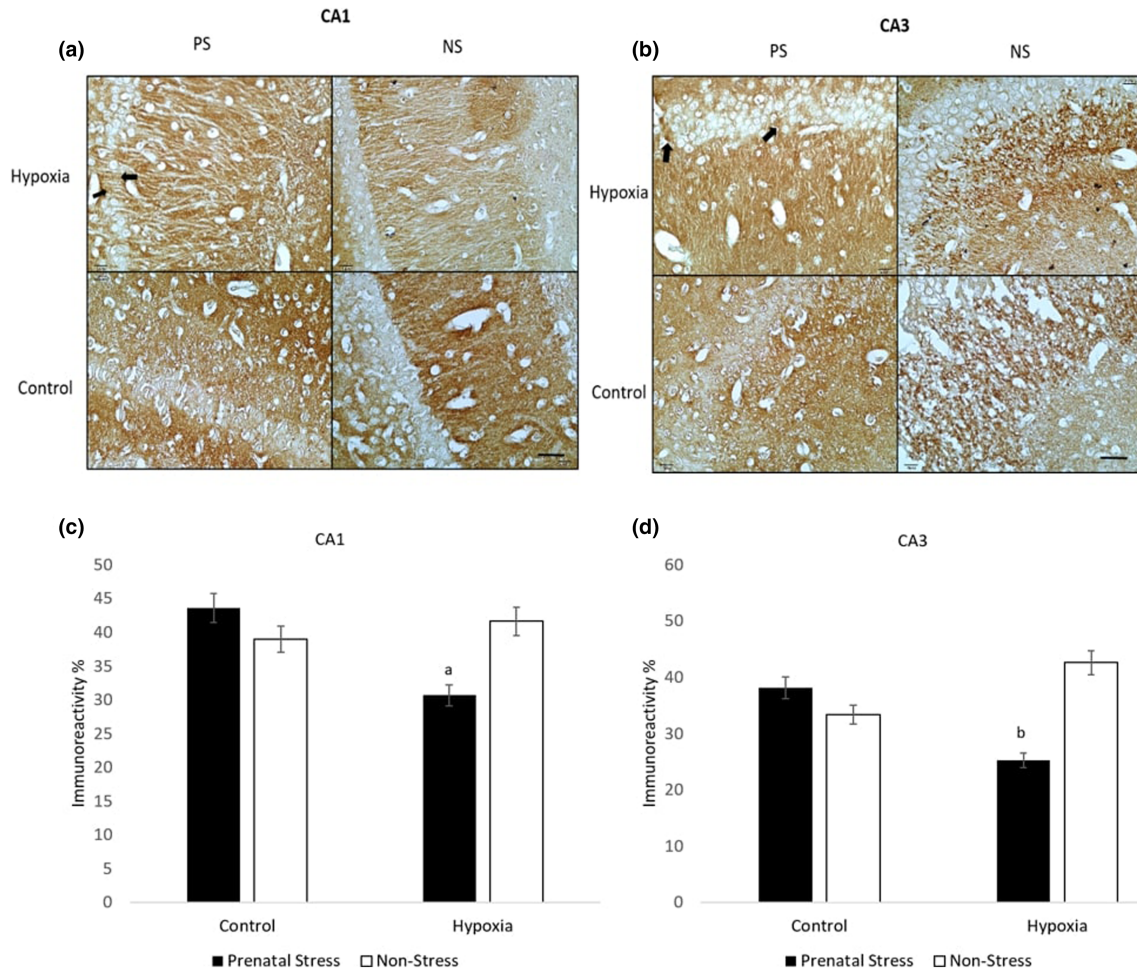 CA1
(a)
PS
NS
Hypoxia
Control
CA3
(b)
PS
NS
Hypoxia
Control
(c)
CA1
Immunoreactivity %
50
45
40
35
30
25
20
15
10
5
0
a
Control
Hypoxia
Prenatal Stress
Non-Stress
(d)
CA3
Immunoreactivity %
60
50
40
30
20
10
0
b
Control
Hypoxia
Prenatal Stress
Non-Stress